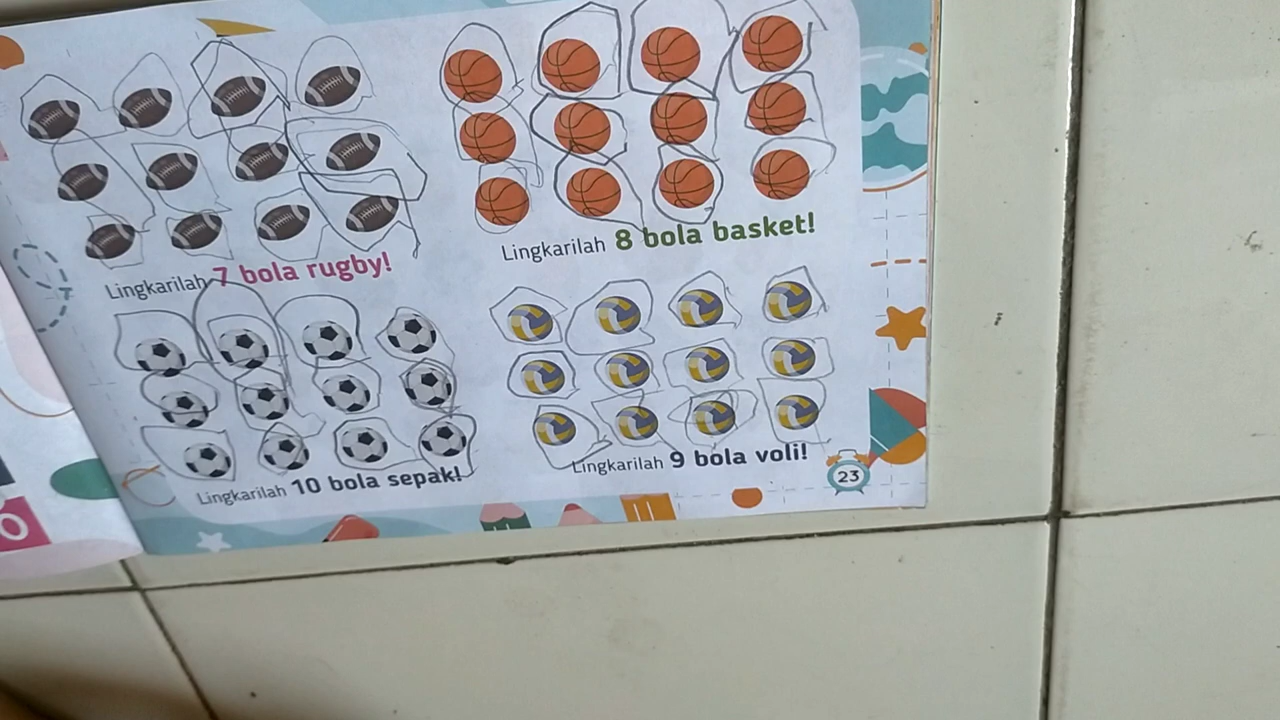 Lingkarilah 7 bola rugby!
Lingkarilah 8 bola basket!
Lingkarilah 10 bola sepak!
Lingkarilah 9 bola voli!
23